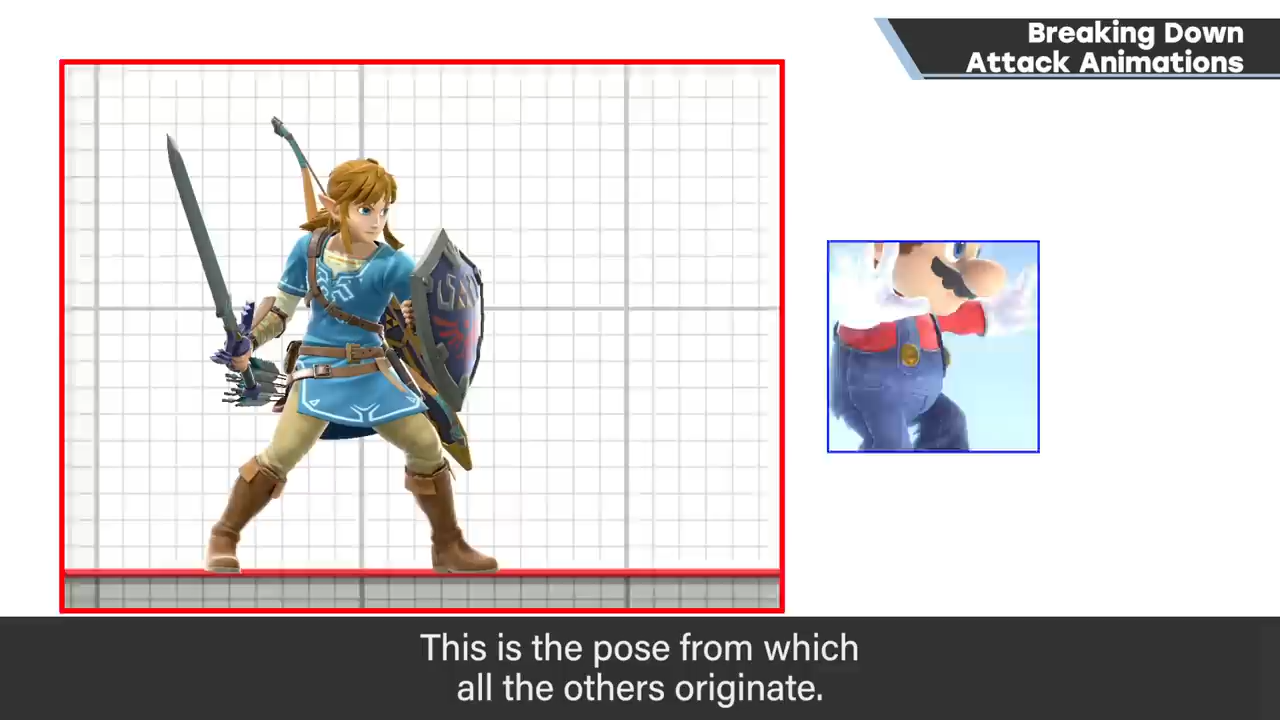 Breaking Down
Attack Animations
This is the pose from which
all the others originate.